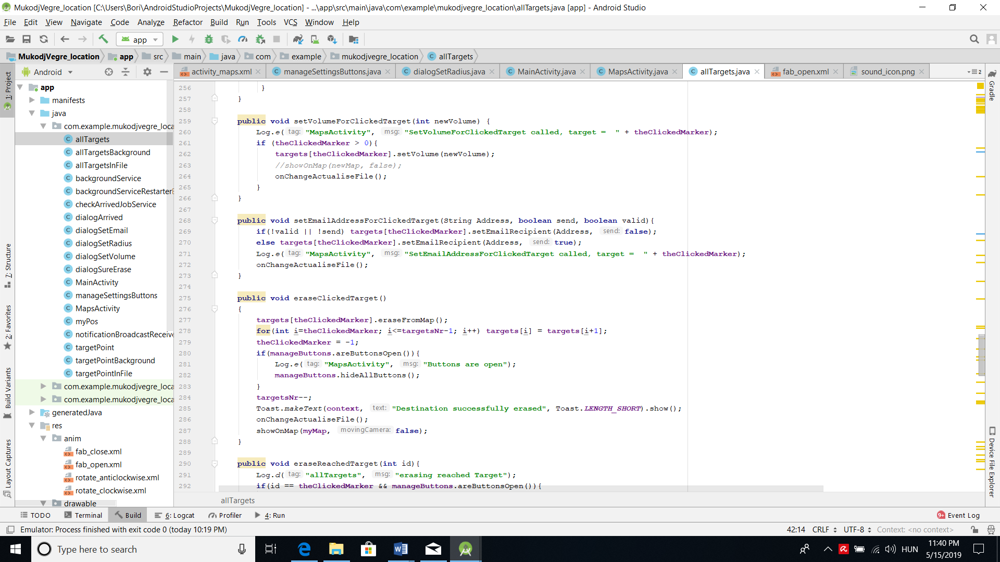 MukodjVegre_location [C:\Users\Bori\AndroidStudioProjects\MukodjVegre_location] - ...\app\src\main\java\com\example\mukodjvegre_location\allTargets.java [app] - Android Studio
File Edit View Navigate Code Analyze Refactor Build Run Tools VCS Window Help
app
MukodjVegre_location app src main java com example mukodjvegre_location allTargets
Android
activity_maps.xml manageSettingsButtons.java dialogSetRadius.java MainActivity.java MapsActivity.java allTargets.java fab_open.xml sound_icon.png 2
1: Project
7: Structure
2: Favorites
Build Variants
Layout Captures
app
manifests
java
com.example.mukodjvegre_loca
allTargets
allTargetsBackground
allTargetsInFile
backgroundService
backgroundServiceRestarter
checkArrivedJobService
dialogArrived
dialogSetEmail
dialogSetRadius
dialogSetVolume
dialogSureErase
MainActivity
manageSettingsButtons
MapsActivity
myPos
notificationBroadcastReceive
targetPoint
targetPointBackground
targetPointInFile
com.example.mukodjvegre_loca
com.example.mukodjvegre_loca
generatedJava
res
anim
fab_close.xml
fab_open.xml
rotate_anticlockwise.xml
rotate_clockwise.xml
drawable
256 }
257 }
258
259 public void setVolumeForClickedTarget(int newVolume) {
260 Log.e( tag: "MapsActivity", msg: "SetVolumeForClickedTarget called, target =  " + theClickedMarker);
261 if (theClickedMarker > 0){
262 targets[theClickedMarker].setVolume(newVolume);
263 //showOnMap(newMap, false);
264 onChangeActualiseFile();
265 }
266 }
267
268 public void setEmailAddressForClickedTarget(String Address, boolean send, boolean valid){
269 if(!valid || !send) targets[theClickedMarker].setEmailRecipient(Address, send: false);
270 else targets[theClickedMarker].setEmailRecipient(Address, send: true);
271 Log.e( tag: "MapsActivity", msg: "SetEmailAddressForClickedTarget called, target =  " + theClickedMarker);
272 onChangeActualiseFile();
273 }
274
275 public void eraseClickedTarget()
276 {
277 targets[theClickedMarker].eraseFromMap();
278 for(int i=theClickedMarker; i<=targetsNr-1; i++) targets[i] = targets[i+1];
279 theClickedMarker = -1;
280 if(manageButtons.areButtonsOpen()){
281 Log.e( tag: "MapsActivity", msg: "Buttons are open");
282 manageButtons.hideAllButtons();
283 }
284 targetsNr--;
285 Toast.makeText(context, text: "Destination successfully erased", Toast.LENGTH_SHORT).show();
286 onChangeActualiseFile();
287 showOnMap(myMap, movingCamera: false);
288 }
289
290 public void eraseReachedTarget(int id){
291 Log.d( tag: "allTargets", msg: "erasing reached Target");
292 if(id == theClickedMarker && manageButtons.areButtonsOpen()){
allTargets
Gradle
Device File Explorer
TODO Terminal Build 6: Logcat Profiler 4: Run 9+ Event Log
Emulator: Process finished with exit code 0 (today 10:19 PM) 42:14 CRLF UTF-8 Context: <no context>
Type here to search HUN 11:40 PM
5/15/2019